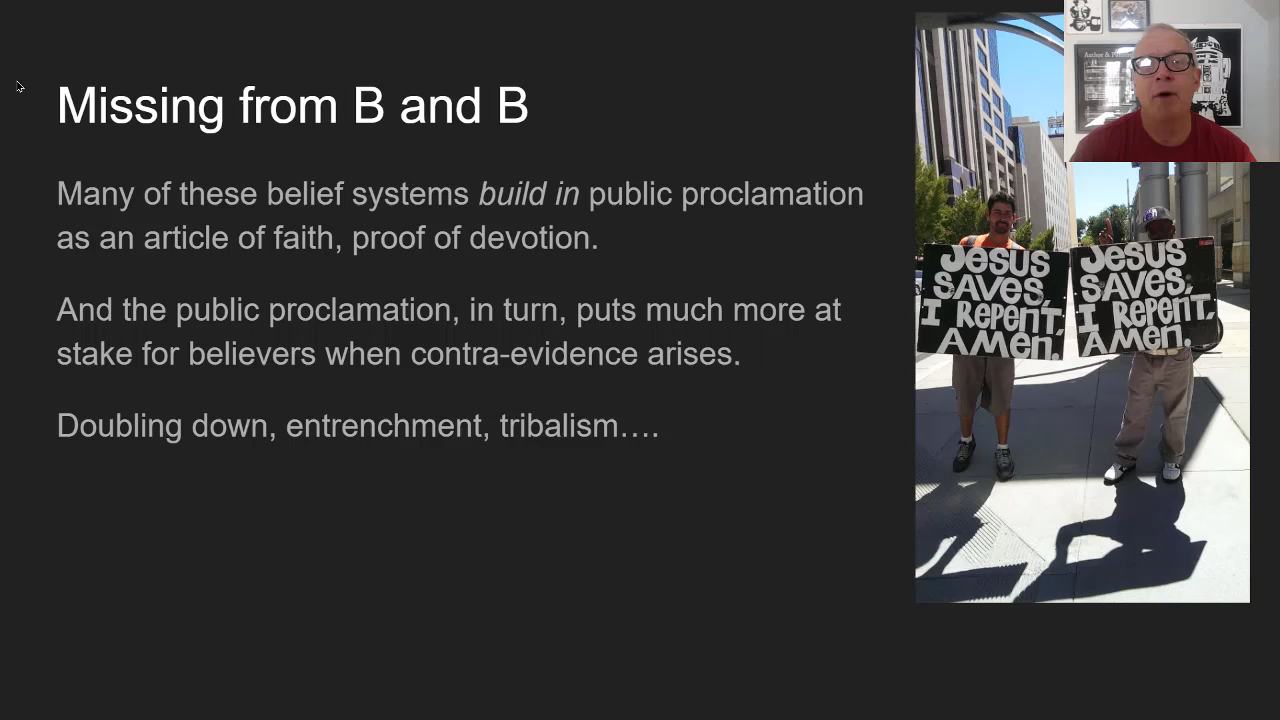 Missing from B and B
Many of these belief systems build in public proclamation
as an article of faith, proof of devotion.
And the public proclamation, in turn, puts much more at
stake for believers when contra-evidence arises.
Doubling down, entrenchment, tribalism….
JESUS
SAVES,
I REPENT,
AMEN.
JESUS
SAVES,
I REPENT,
AMEN.